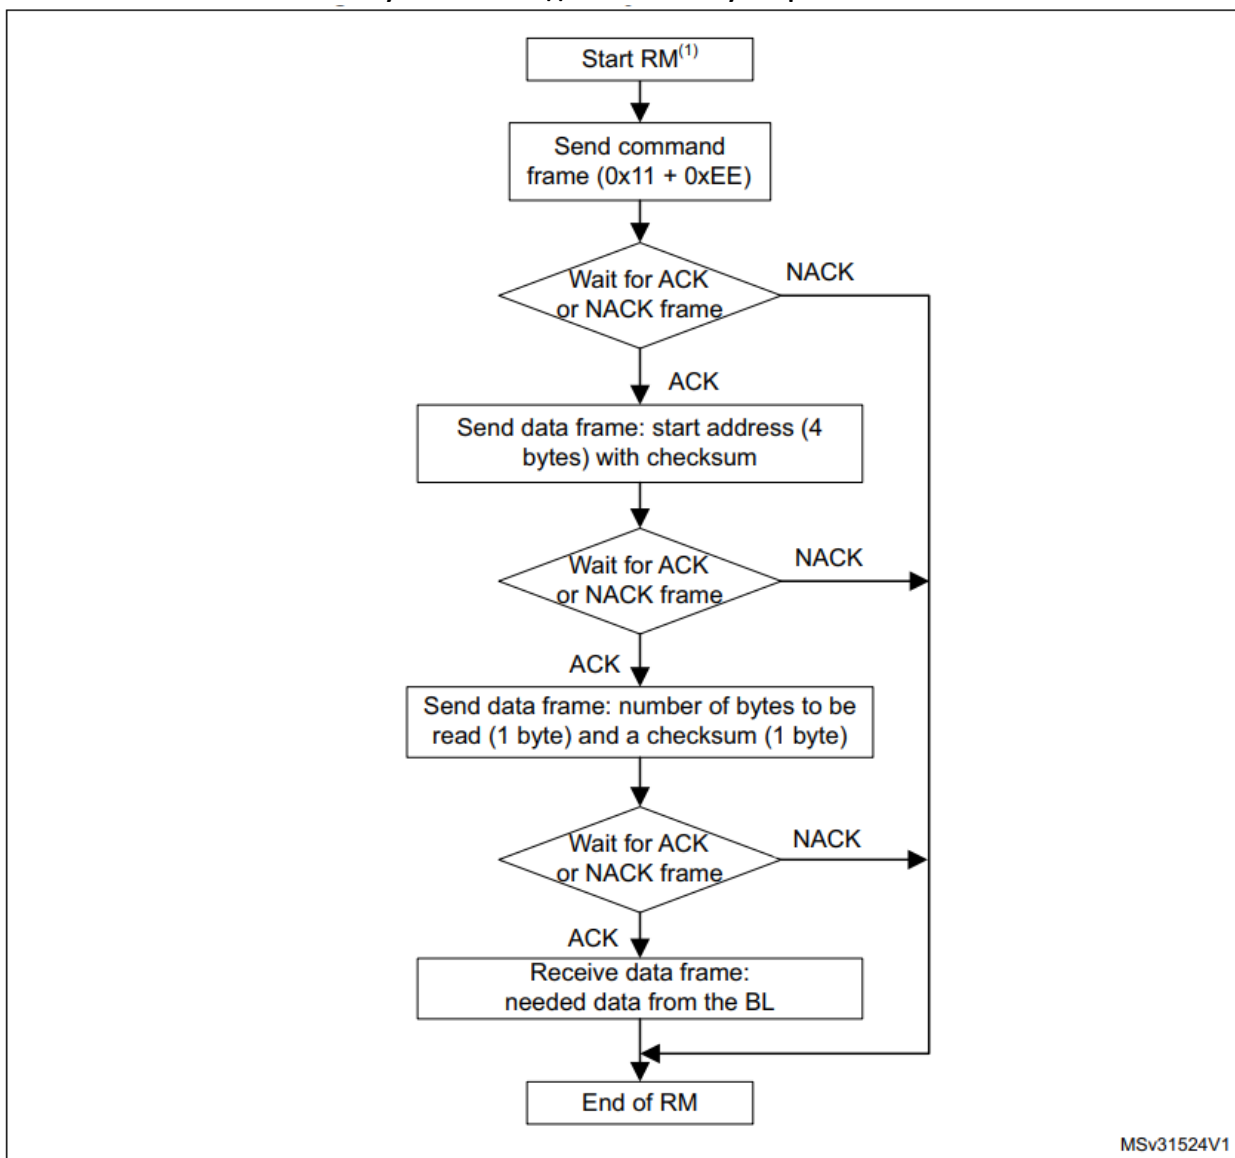 Start RM(1)
Send command
frame (0x11 + 0xEE)
Wait for ACK
or NACK frame
NACK
ACK
Send data frame: start address (4
bytes) with checksum
Wait for ACK
or NACK frame
NACK
ACK
Send data frame: number of bytes to be
read (1 byte) and a checksum (1 byte)
Wait for ACK
or NACK frame
NACK
ACK
Receive data frame:
needed data from the BL
End of RM
MSv31524V1